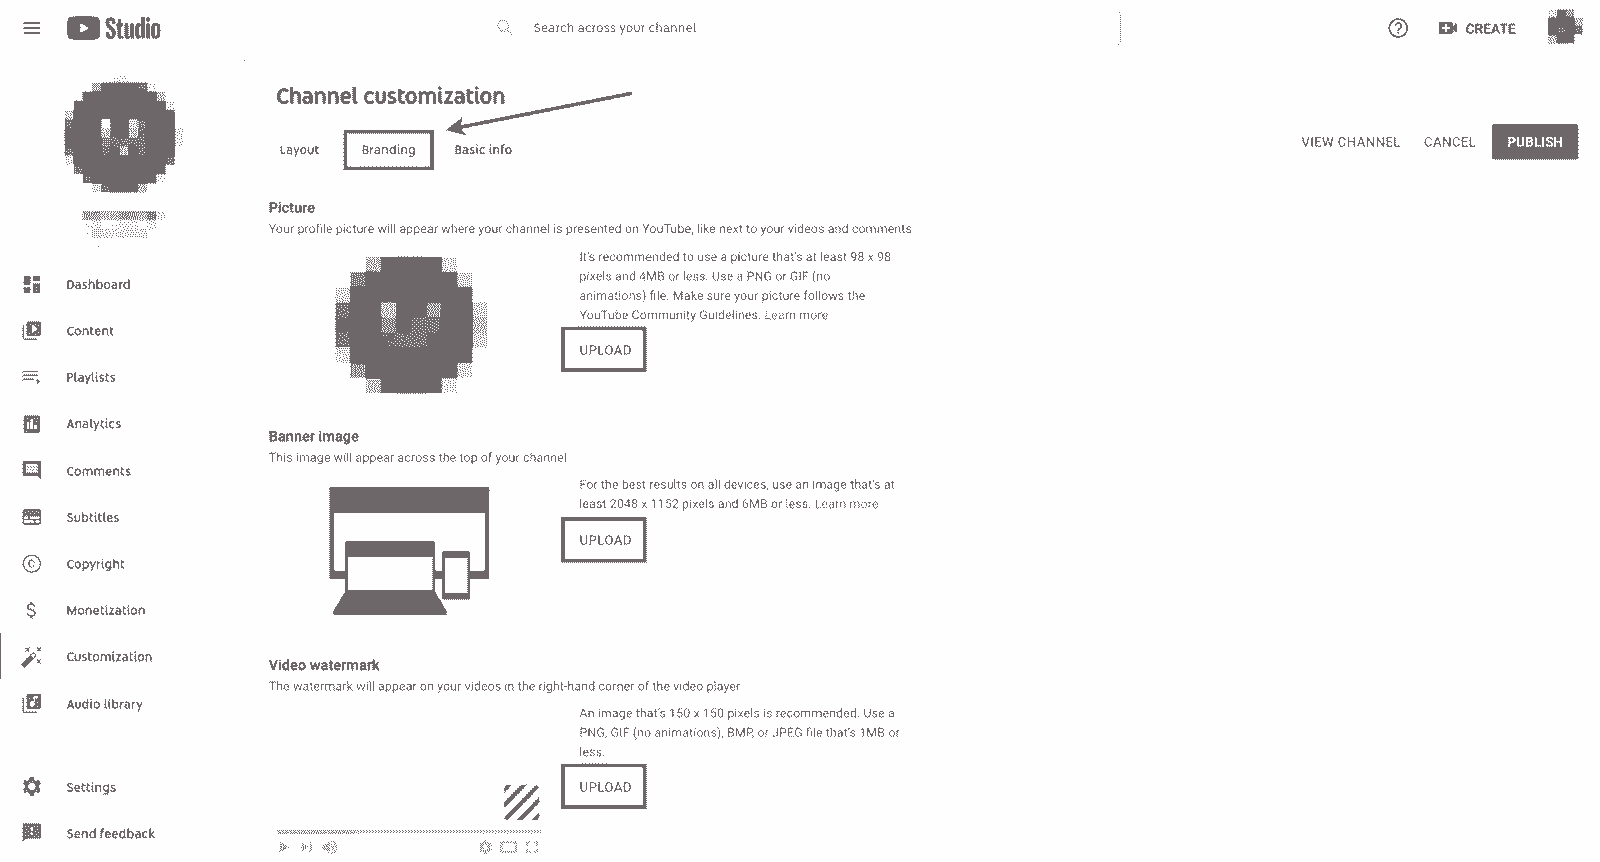 Studio
Search across your channel
CREATE
Channel customization
Layout
Branding
Basic info
VIEW CHANNEL
CANCEL
PUBLISH
Picture
Your profile picture will appear where your channel is presented on YouTube, like next to your videos and comments
It's recommended to use a picture that's at least 98 x 98
pixels and 4MB or less. Use a PNG or GIF (no
animations) file. Make sure your picture follows the
YouTube Community Guidelines. Learn more
UPLOAD
Dashboard
Content
Playlists
Analytics
Comments
Subtitles
Copyright
Monetization
Customization
Audio library
Settings
Send feedback
Banner image
This image will appear across the top of your channel
For the best results on all devices, use an image that's at
least 2048 x 1152 pixels and 6MB or less. Learn more
UPLOAD
Video watermark
The watermark will appear on your videos in the right-hand corner of the video player
An image that's 150 x 150 pixels is recommended. Use a
PNG, GIF (no animations), BMP, or JPEG file that's 1MB or
less.
UPLOAD